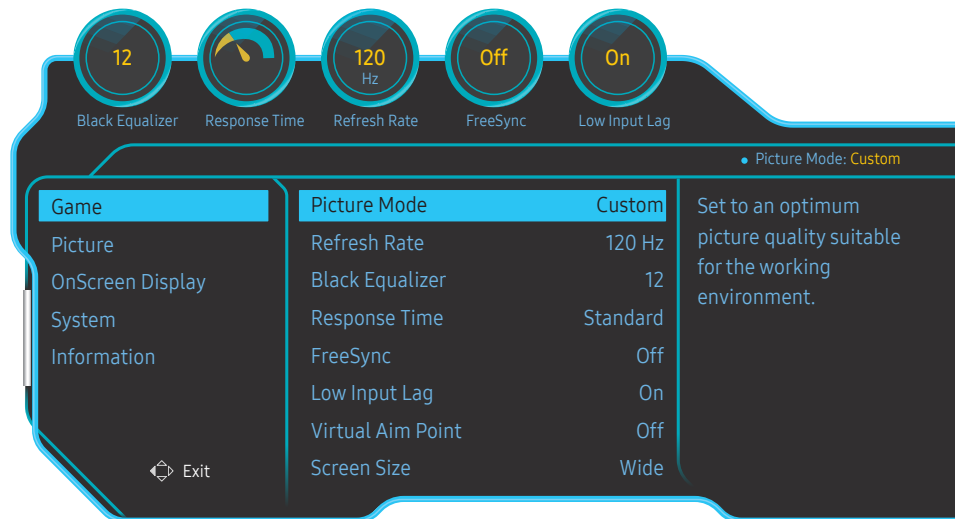 12
120
Hz
Off
On
Black Equalizer
Response Time
Refresh Rate
FreeSync
Low Input Lag
Picture Mode: Custom
Game
Picture
OnScreen Display
System
Information
Exit
Picture Mode Custom
Refresh Rate 120 Hz
Black Equalizer 12
Response Time Standard
FreeSync Off
Low Input Lag On
Virtual Aim Point Off
Screen Size Wide
Set to an optimum
picture quality suitable
for the working
environment.